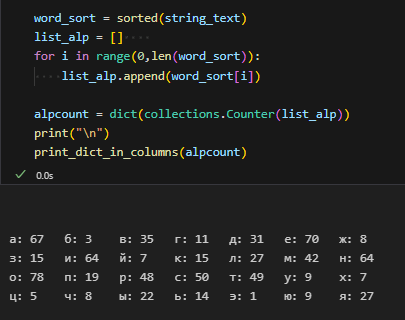 word_sort = sorted(string_text)
list_alp = []
for i in range(0,len(word_sort)):
    list_alp.append(word_sort[i])
alpcount = dict(collections.Counter(list_alp))
print("\n")
print_dict_in_columns(alpcount)
0.0s
а: 67 б: 3 в: 35 г: 11 д: 31 е: 70 ж: 8
з: 15 и: 64 й: 7 к: 15 л: 27 м: 42 н: 64
о: 78 п: 19 р: 48 с: 50 т: 49 у: 9 х: 7
ц: 5 ч: 8 ы: 22 ь: 14 э: 1 ю: 9 я: 27